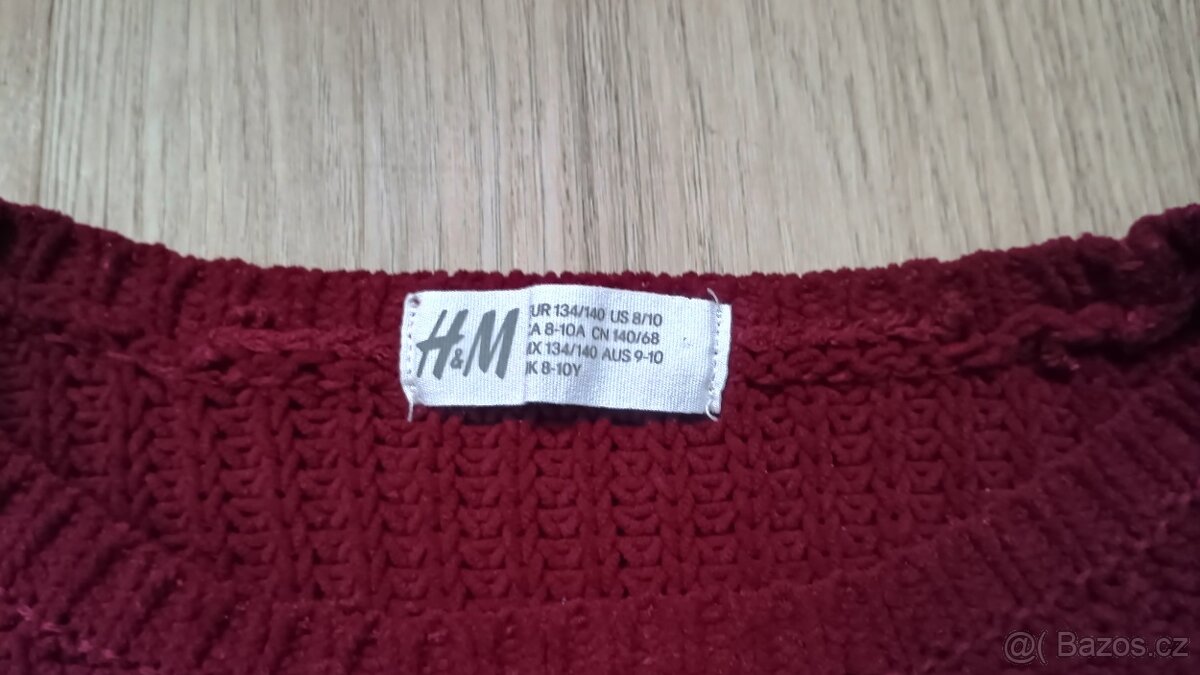 H&M
UR 134/140 US 8/10
A 8-10A CN 140/68
X 134/140 AUS 9-10
K 8-10Y
@( Bazos.cz